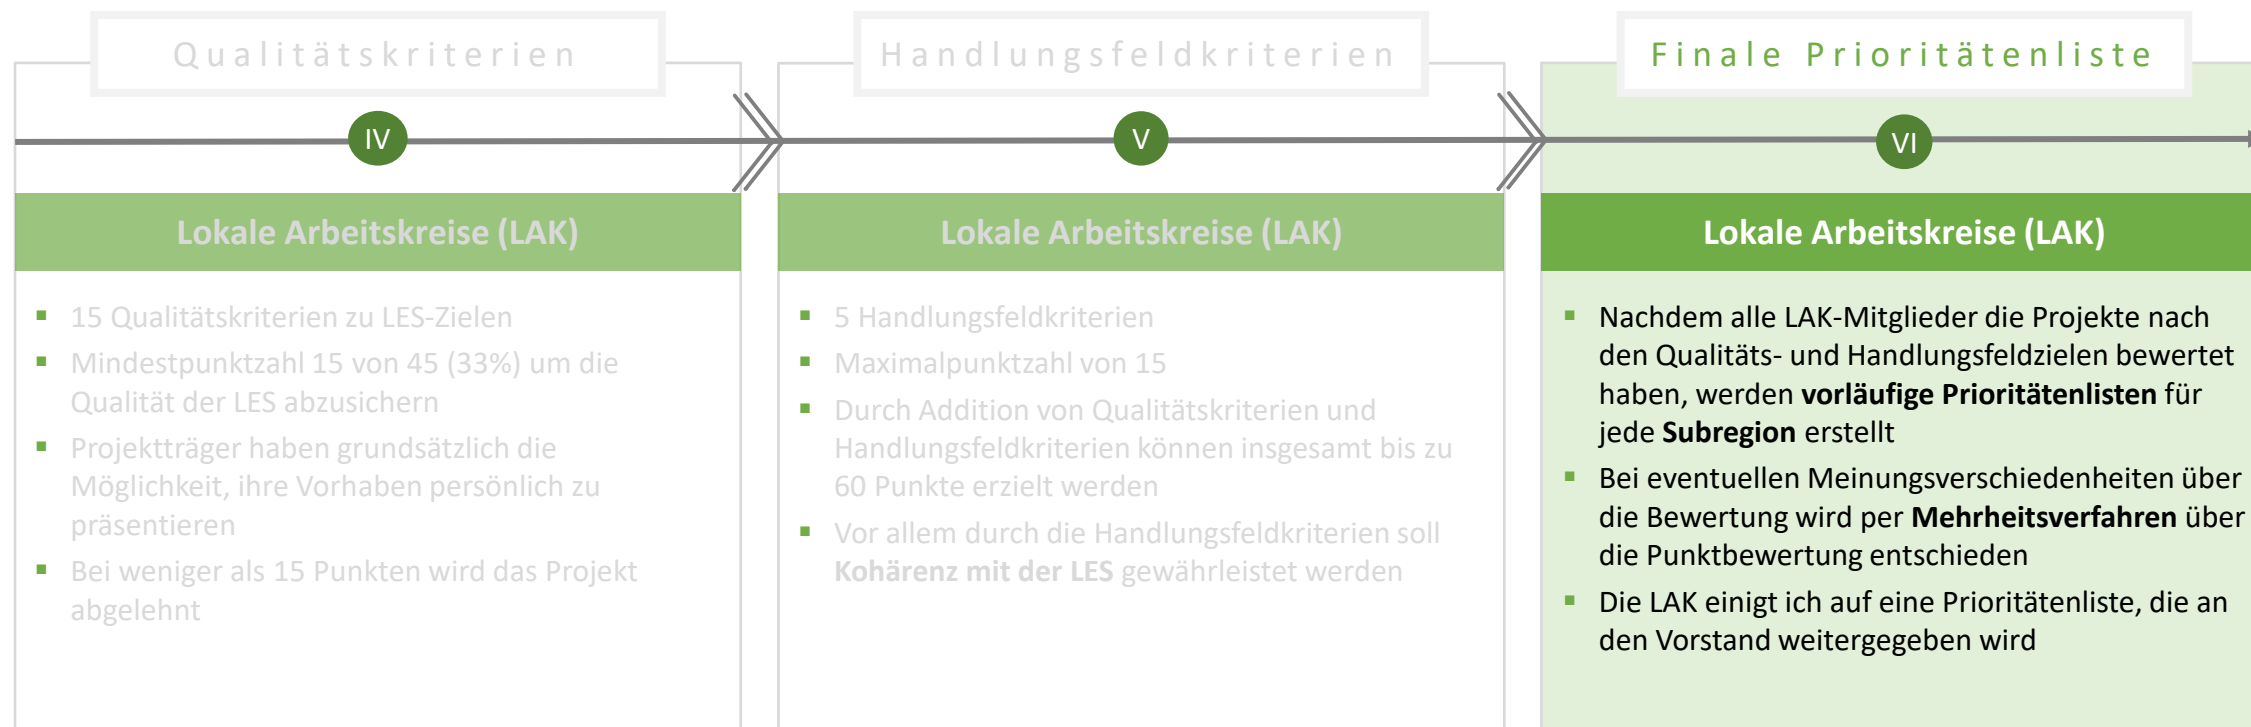 Qualitätskriterien
IV
Lokale Arbeitskreise (LAK)
▪ 15 Qualitätskriterien zu LES-Zielen
▪ Mindestpunktzahl 15 von 45 (33%) um die
Qualität der LES abzusichern
▪ Projektträger haben grundsätzlich die
Möglichkeit, ihre Vorhaben persönlich zu
präsentieren
▪ Bei weniger als 15 Punkten wird das Projekt
abgelehnt
Handlungsfeldkriterien
V
Lokale Arbeitskreise (LAK)
▪ 5 Handlungsfeldkriterien
▪ Maximalpunktzahl von 15
▪ Durch Addition von Qualitätskriterien und
Handlungsfeldkriterien können insgesamt bis zu
60 Punkte erzielt werden
▪ Vor allem durch die Handlungsfeldkriterien soll
Kohärenz mit der LES gewährleistet werden
Finale Prioritätenliste
VI
Lokale Arbeitskreise (LAK)
▪ Nachdem alle LAK-Mitglieder die Projekte nach
den Qualitäts- und Handlungsfeldzielen bewertet
haben, werden vorläufige Prioritätenlisten für
jede Subregion erstellt
▪ Bei eventuellen Meinungsverschiedenheiten über
die Bewertung wird per Mehrheitsverfahren über
die Punktbewertung entschieden
▪ Die LAK einigt ich auf eine Prioritätenliste, die an
den Vorstand weitergegeben wird